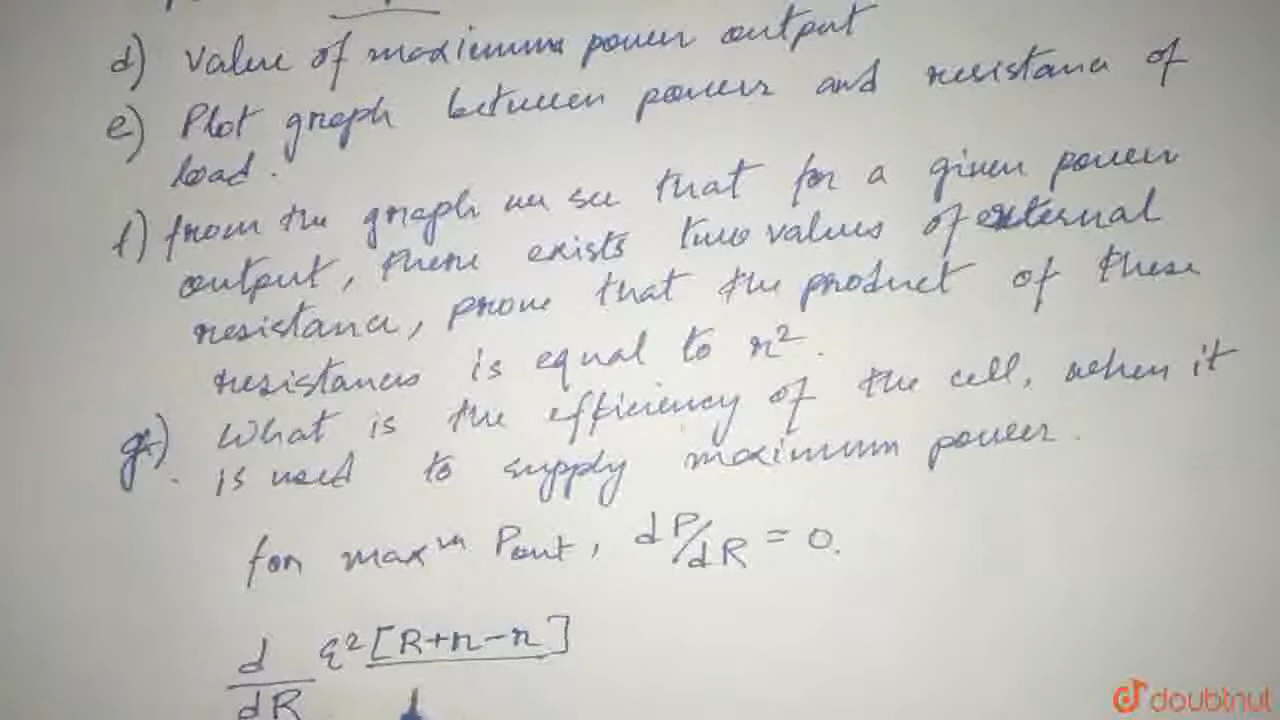 d) Value of maximum power output
e) Plot graph between power and resistance of
load.
f) from the graph we see that for a given power
output, there exists two values of external
resistance, prove that the product of these
resistances is equal to r².
g.) What is the efficiency of the cell, when it
is used to supply maximum power.
for maxᵐ Pout, dP/dR = 0.
d/dR ε² [R+r-r]
doubtnut